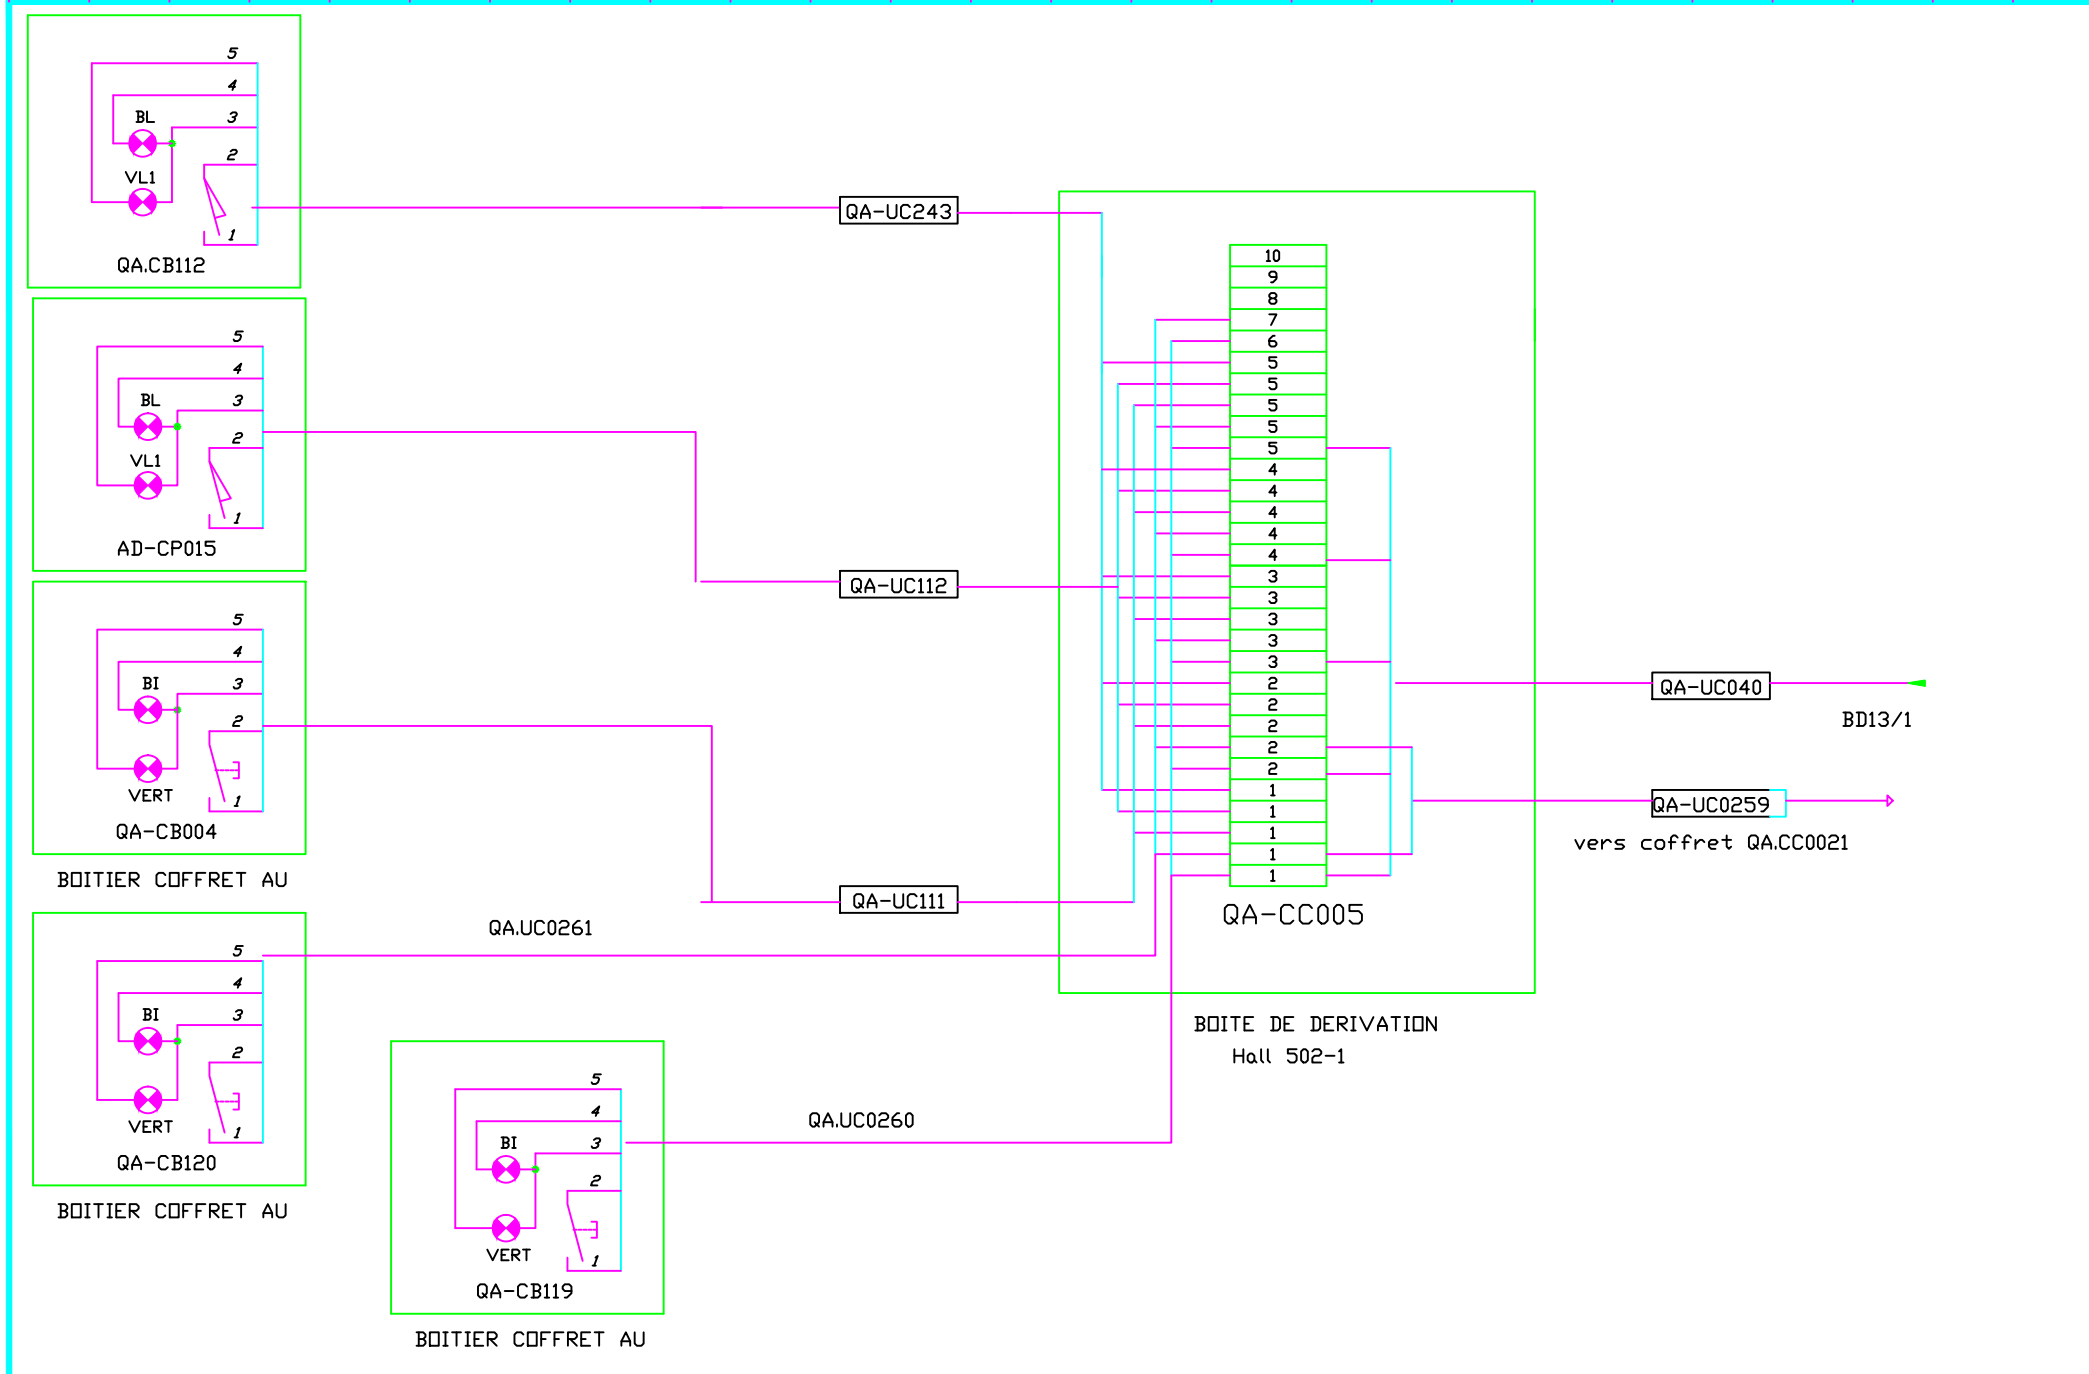 5
4
BL
3
2
VL1
1
QA.CB112
5
4
BL
3
2
VL1
1
AD-CP015
5
4
BI
3
2
VERT
1
QA-CB004
BOITIER COFFRET AU
5
4
BI
3
2
VERT
1
QA-CB120
BOITIER COFFRET AU
5
4
BI
3
2
VERT
1
QA-CB119
BOITIER COFFRET AU
QA-UC243
QA-UC112
QA-UC111
QA.UC0261
QA.UC0260
10
9
8
7
6
5
5
5
5
5
4
4
4
4
4
3
3
3
3
3
2
2
2
2
2
1
1
1
1
1
QA-CC005
BOITE DE DERIVATION
Hall 502-1
QA-UC040
BD13/1
QA-UC0259
vers coffret QA.CC0021